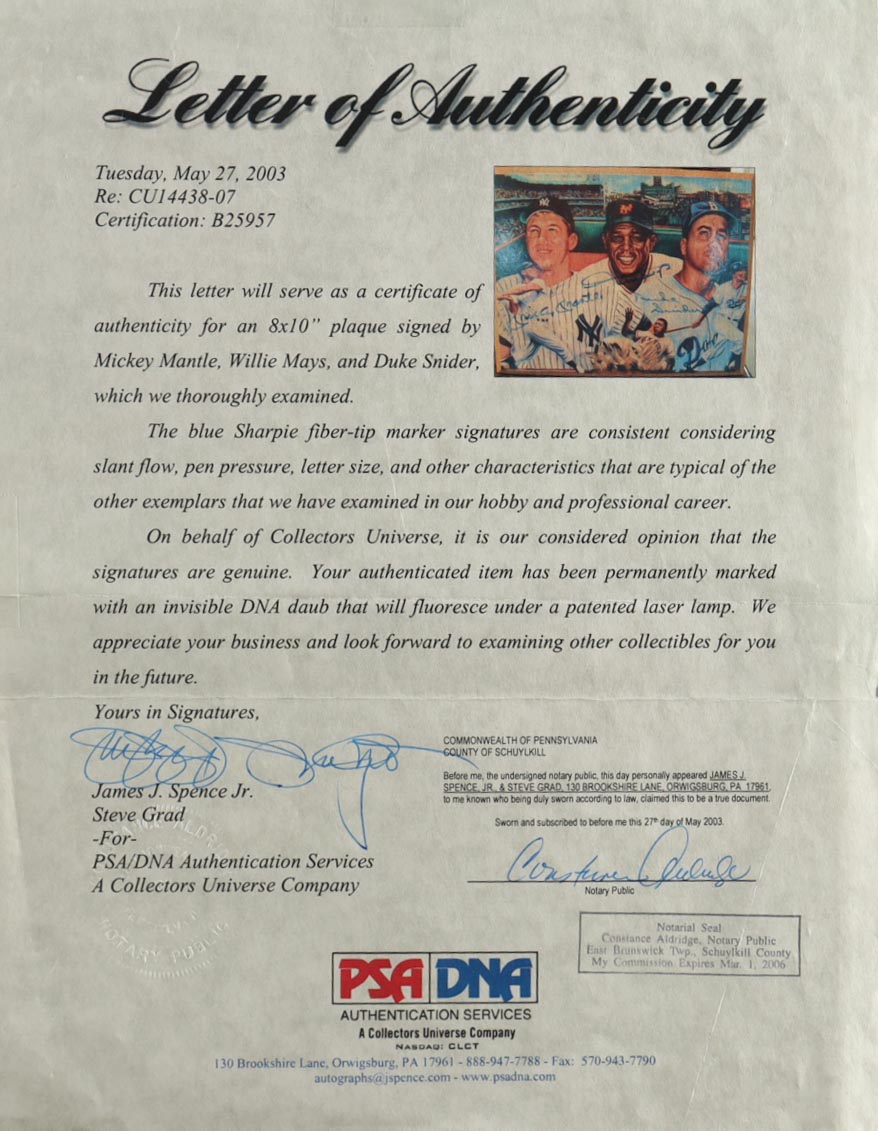 Letter of Authenticity
Tuesday, May 27, 2003
Re: CU14438-07
Certification: B25957
This letter will serve as a certificate of
authenticity for an 8x10" plaque signed by
Mickey Mantle, Willie Mays, and Duke Snider,
which we thoroughly examined.
The blue Sharpie fiber-tip marker signatures are consistent considering
slant flow, pen pressure, letter size, and other characteristics that are typical of the
other exemplars that we have examined in our hobby and professional career.
On behalf of Collectors Universe, it is our considered opinion that the
signatures are genuine. Your authenticated item has been permanently marked
with an invisible DNA daub that will fluoresce under a patented laser lamp. We
appreciate your business and look forward to examining other collectibles for you
in the future.
Yours in Signatures,
James J. Spence Jr.
Steve Grad
-For-
PSA/DNA Authentication Services
A Collectors Universe Company
COMMONWEALTH OF PENNSYLVANIA
COUNTY OF SCHUYLKILL
Before me, the undersigned notary public, this day personally appeared JAMES J.
SPENCE, JR. & STEVE GRAD, 130 BROOKSHIRE LANE, ORWIGSBURG, PA 17961,
to me known who being duly sworn according to law, claimed this to be a true document.
Sworn and subscribed to before me this 27th day of May 2003.
Constance Aldridge
Notary Public
Notarial Seal
Constance Aldridge, Notary Public
East Brunswick Twp., Schuylkill County
My Commission Expires Mar. 1, 2006
NOTARY PUBLIC
PSA DNA
AUTHENTICATION SERVICES
A Collectors Universe Company
NASDAQ: CLCT
130 Brookshire Lane, Orwigsburg, PA 17961 - 888-947-7788 - Fax: 570-943-7790
autographs@jspence.com - www.psadna.com